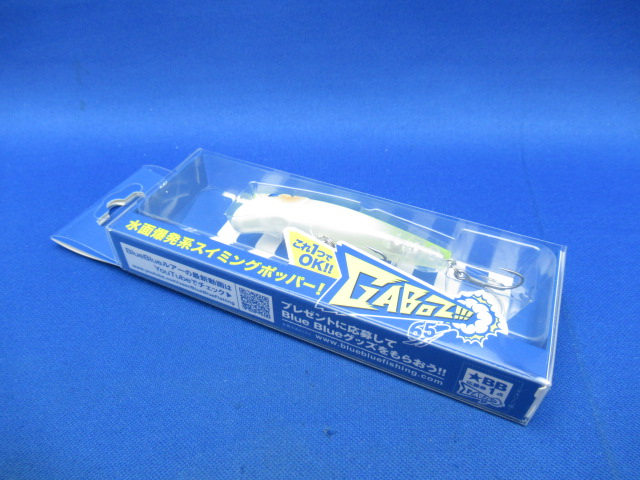 水面爆発系スイミングポッパー!
これ1つで
OK!!
GABOZ!!!
65
BlueBlueルアーの最新動画は
YouTubeでチェック▶
プレゼントに応募して
Blue Blueグッズをもらおう!!
www.bluebluefishing.com
★BB
GABOZ